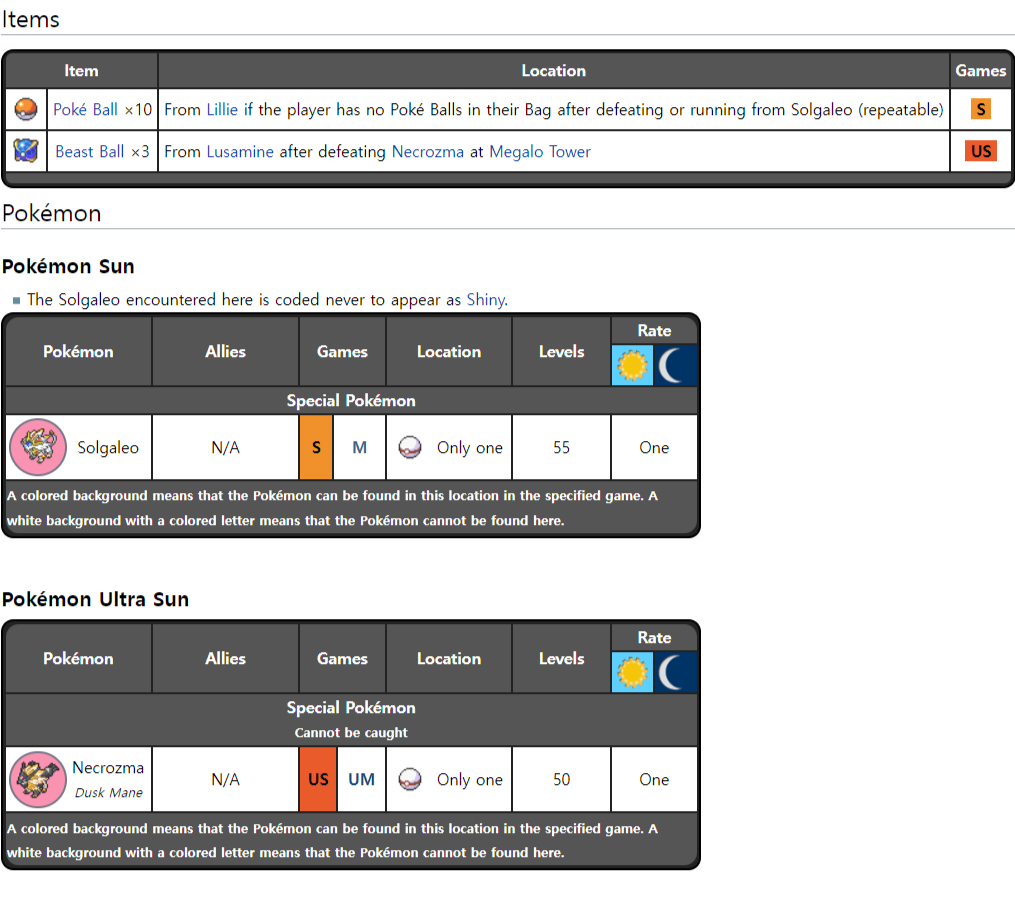 Items
Item Location Games
Poké Ball ×10 From Lillie if the player has no Poké Balls in their Bag after defeating or running from Solgaleo (repeatable) S
Beast Ball ×3 From Lusamine after defeating Necrozma at Megalo Tower US
Pokémon
Pokémon Sun
The Solgaleo encountered here is coded never to appear as Shiny.
Pokémon Allies Games Location Levels Rate
Special Pokémon
Solgaleo N/A S M Only one 55 One
A colored background means that the Pokémon can be found in this location in the specified game. A
white background with a colored letter means that the Pokémon cannot be found here.
Pokémon Ultra Sun
Pokémon Allies Games Location Levels Rate
Special Pokémon
Cannot be caught
Necrozma
Dusk Mane
N/A US UM Only one 50 One
A colored background means that the Pokémon can be found in this location in the specified game. A
white background with a colored letter means that the Pokémon cannot be found here.